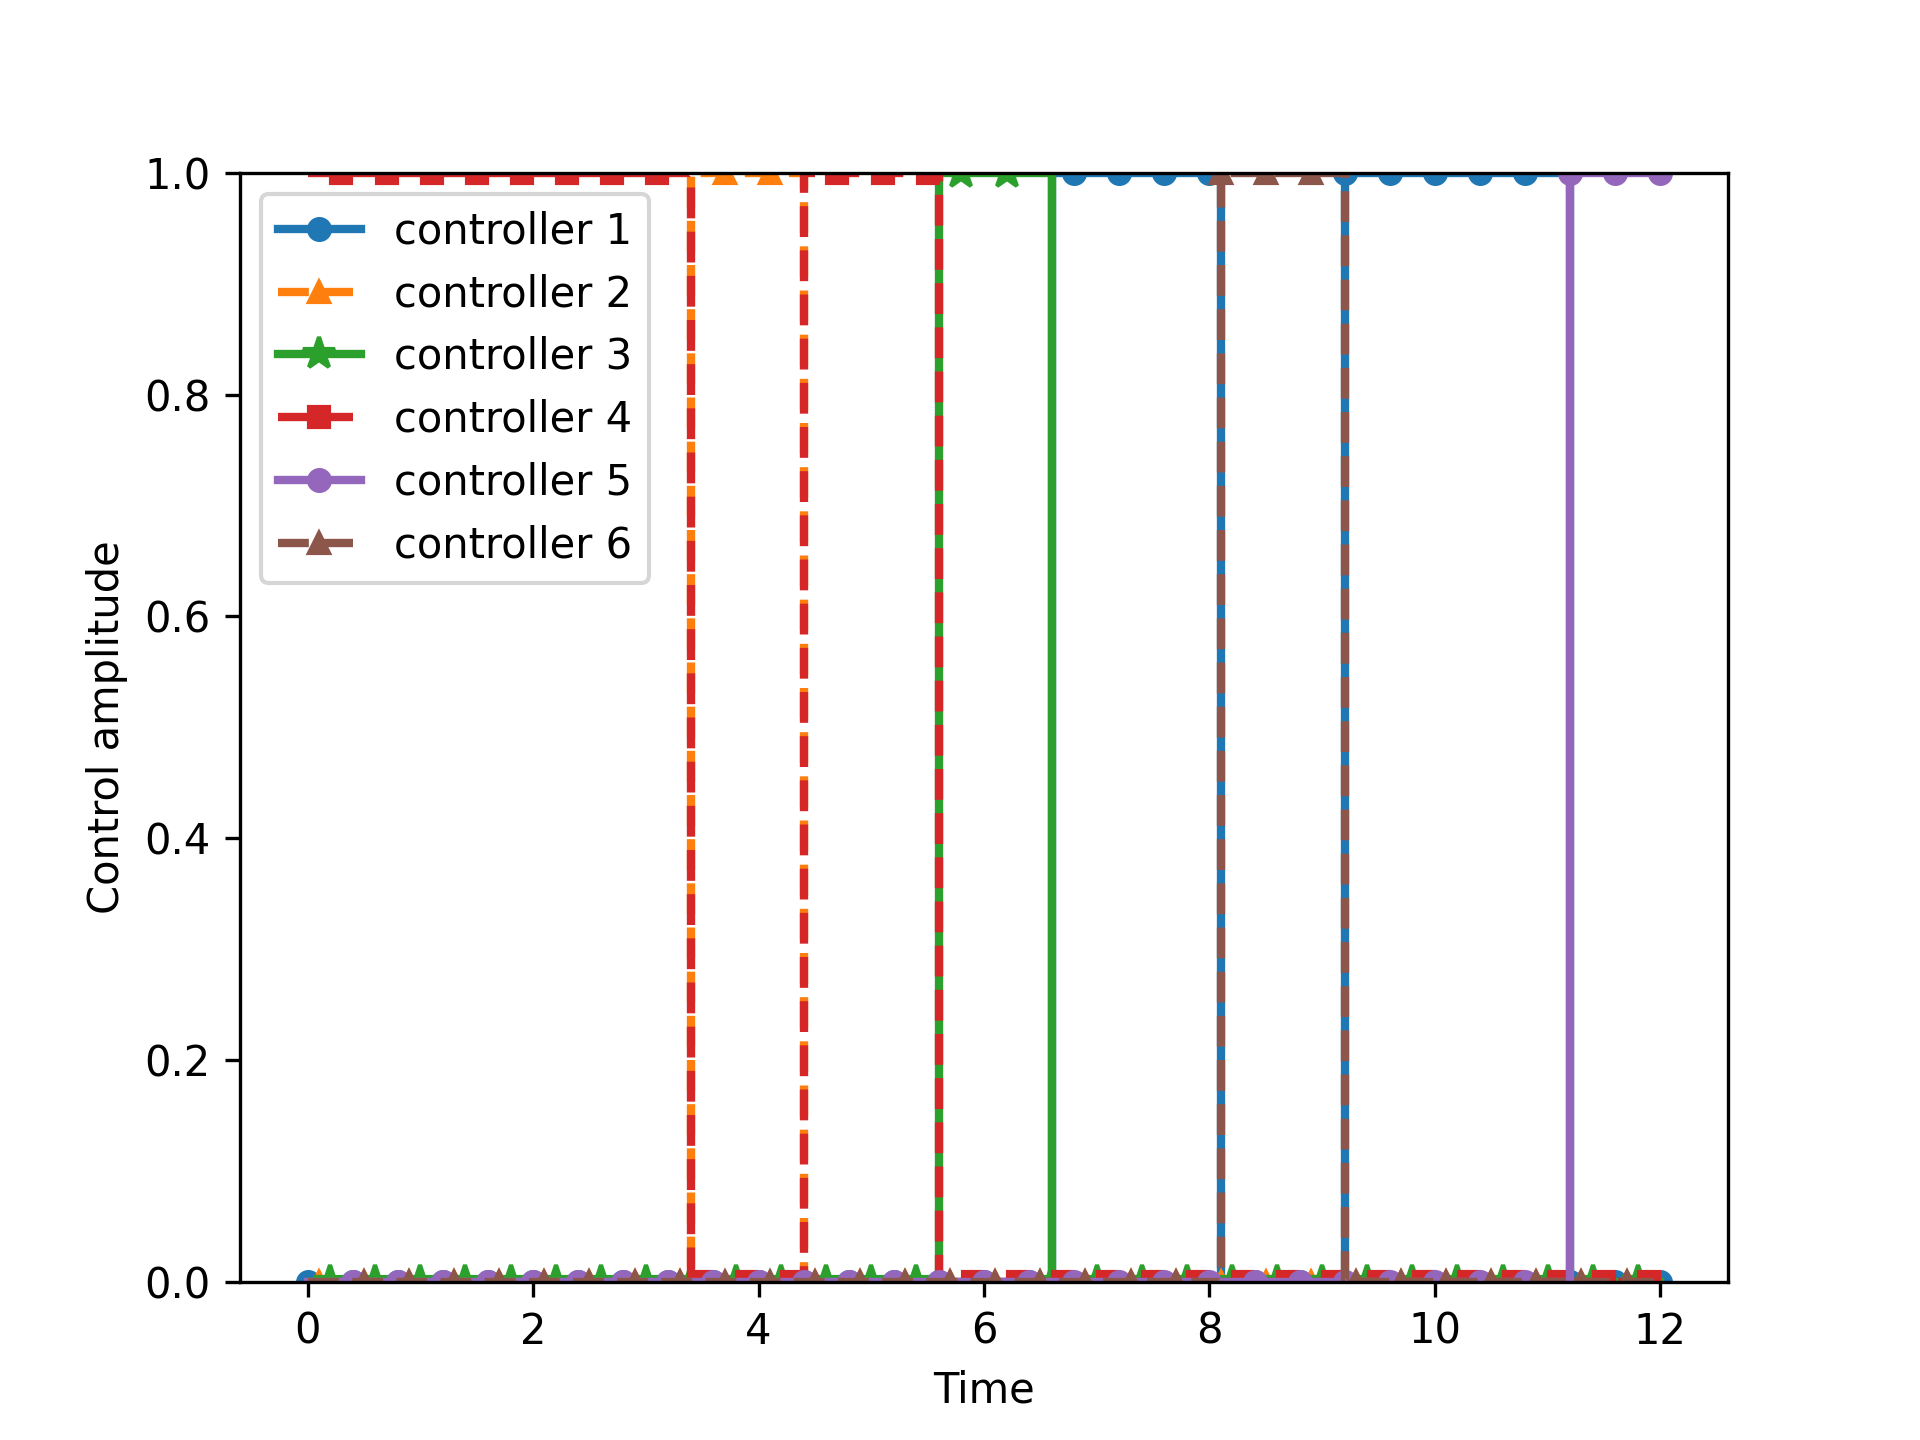 1.0
0.8
0.6
0.4
0.2
0.0
Control amplitude
controller 1
controller 2
controller 3
controller 4
controller 5
controller 6
0 2 4 6 8 10 12
Time